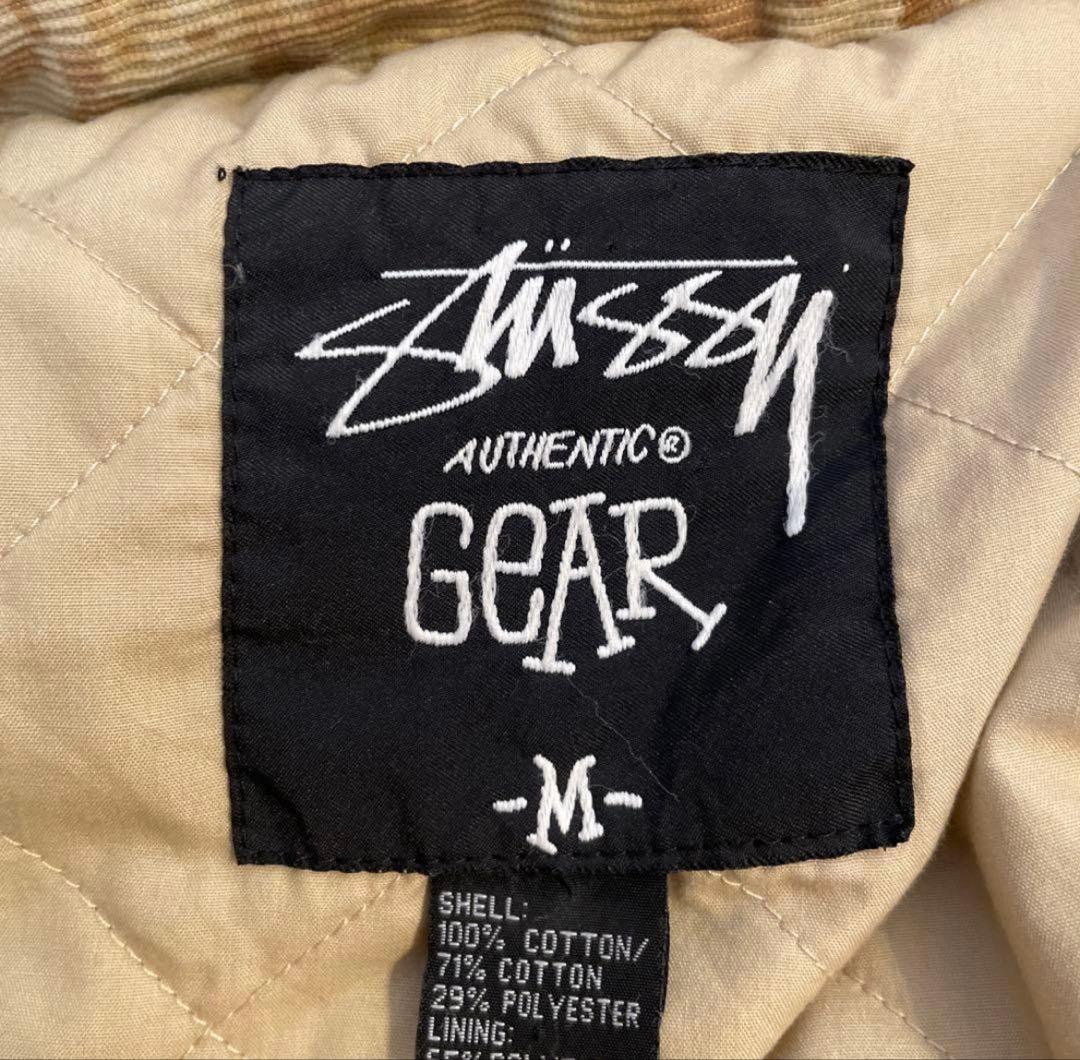 Stüssy
AUTHENTIC®
GEAR
-M-
SHELL:
100% COTTON/
71% COTTON
29% POLYESTER
LINING: